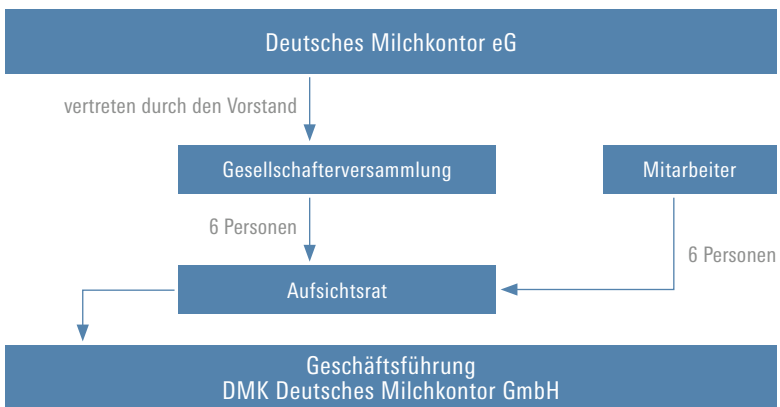 Deutsches Milchkontor eG
vertreten durch den Vorstand
Gesellschafterversammlung
Mitarbeiter
6 Personen
6 Personen
Aufsichtsrat
Geschäftsführung
DMK Deutsches Milchkontor GmbH